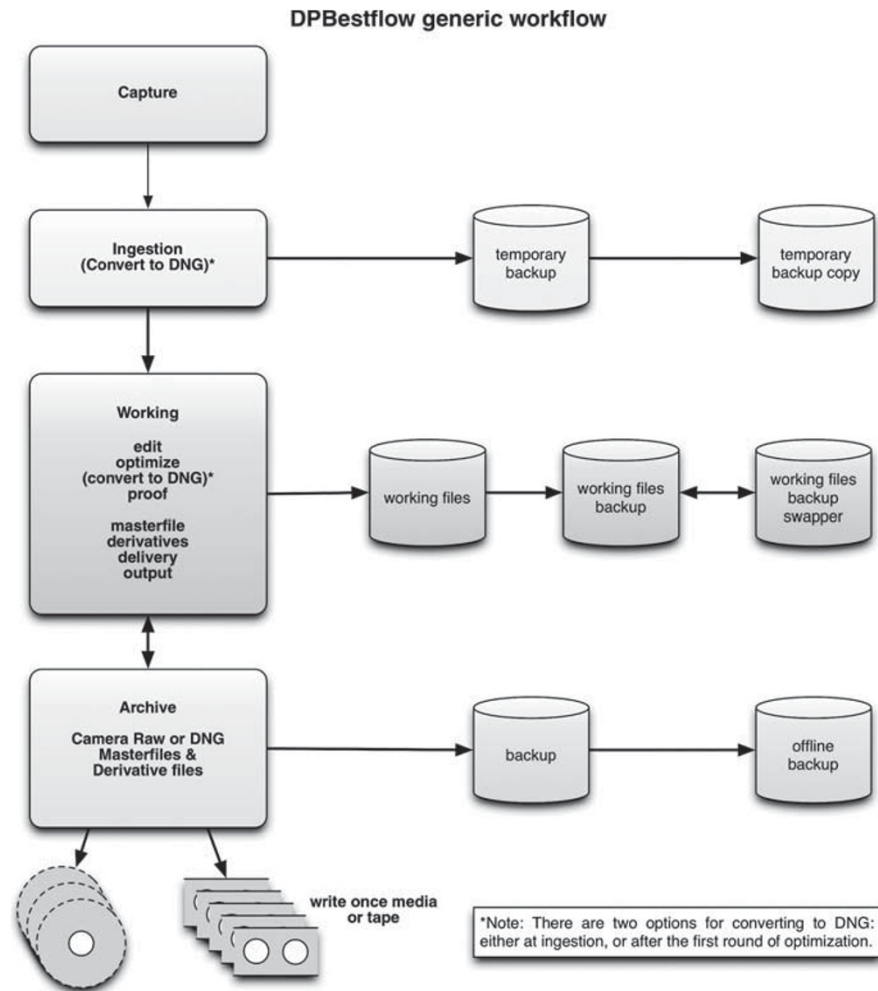 DPBestflow generic workflow
Capture
Ingestion
(Convert to DNG)*
temporary
backup
temporary
backup copy
Working
edit
optimize
(convert to DNG)*
proof
masterfile
derivatives
delivery
output
working files
working files
backup
working files
backup
swapper
Archive
Camera Raw or DNG
Masterfiles &
Derivative files
backup
offline
backup
write once media
or tape
*Note: There are two options for converting to DNG:
either at ingestion, or after the first round of optimization.